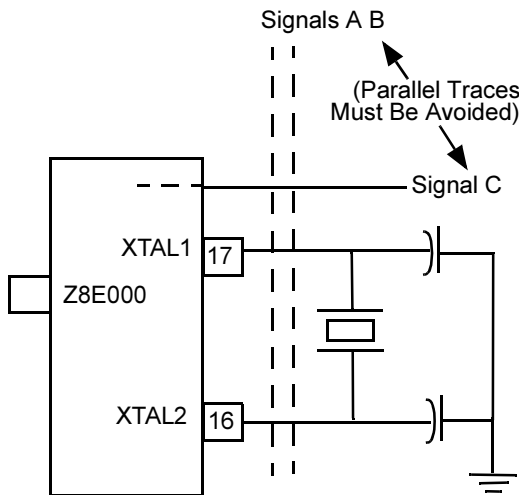 Signals A B
(Parallel Traces
Must Be Avoided)
Signal C
XTAL1
17
Z8E000
XTAL2
16